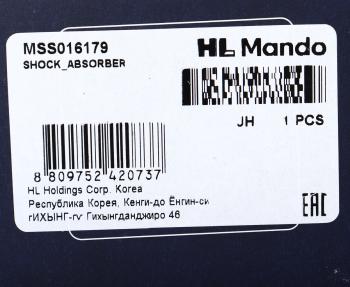 MSS016179
HL Mando
SHOCK_ABSORBER
JH 1 PCS
8 809752 420737
HL Holdings Corp. Korea
Республика Корея, Кенги-до Ёнгин-си
гИХЫНГ-гу Гихынгданджиро 46
EAC